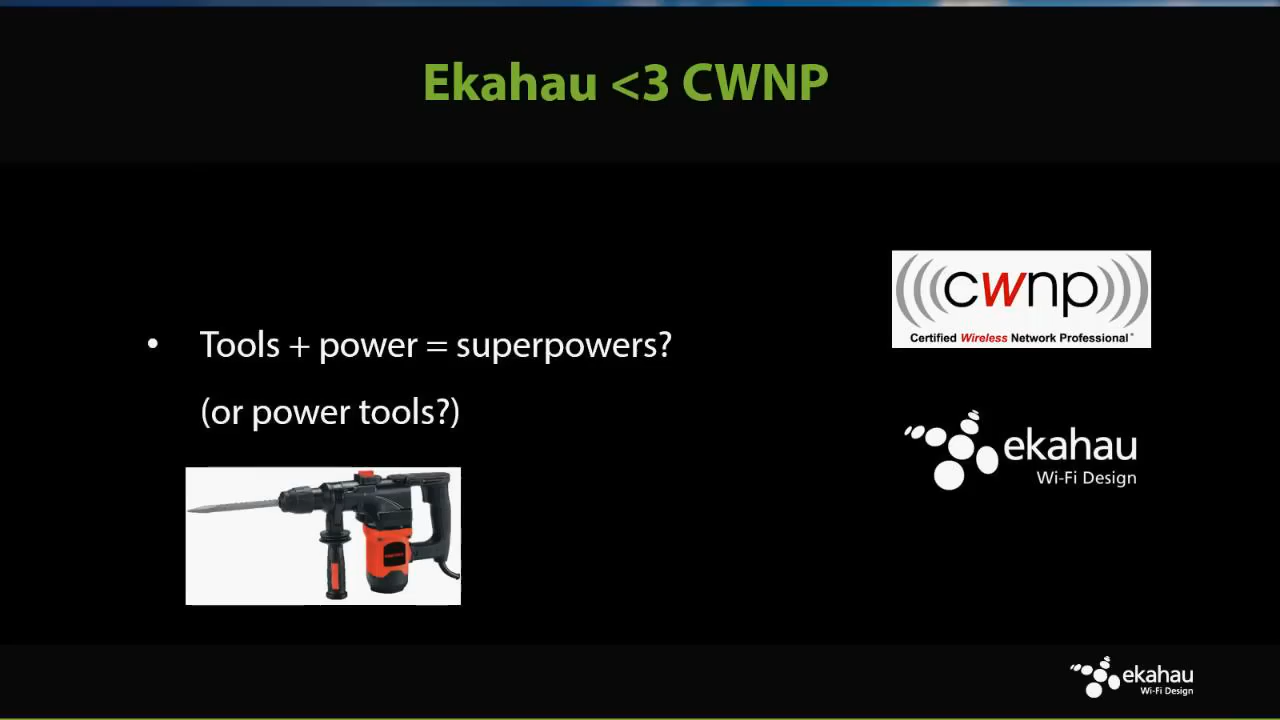 Ekahau <3 CWNP
• Tools + power = superpowers?
(or power tools?)
cwnp
Certified Wireless Network Professional
ekahau
Wi-Fi Design
ekahau
Wi-Fi Design